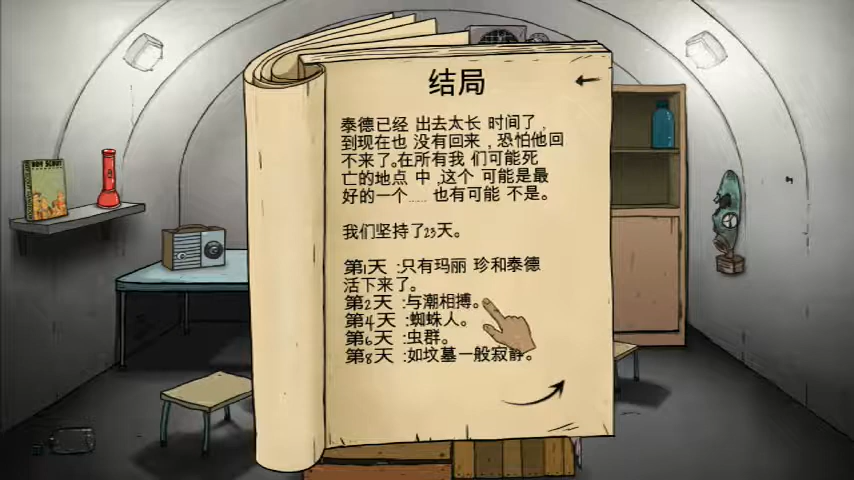 结局
泰德已经 出去太长 时间了，
到现在也 没有回来，恐怕他回
不来了。在所有我 们可能死
亡的地点 中，这个 可能是最
好的一个……也有可能 不是。
我们坚持了23天。
第1天 :只有玛丽 珍和泰德
活下来了。
第2天 :与潮相搏。
第4天 :蜘蛛人。
第6天 :虫群。
第8天 :如坟墓一般寂静。